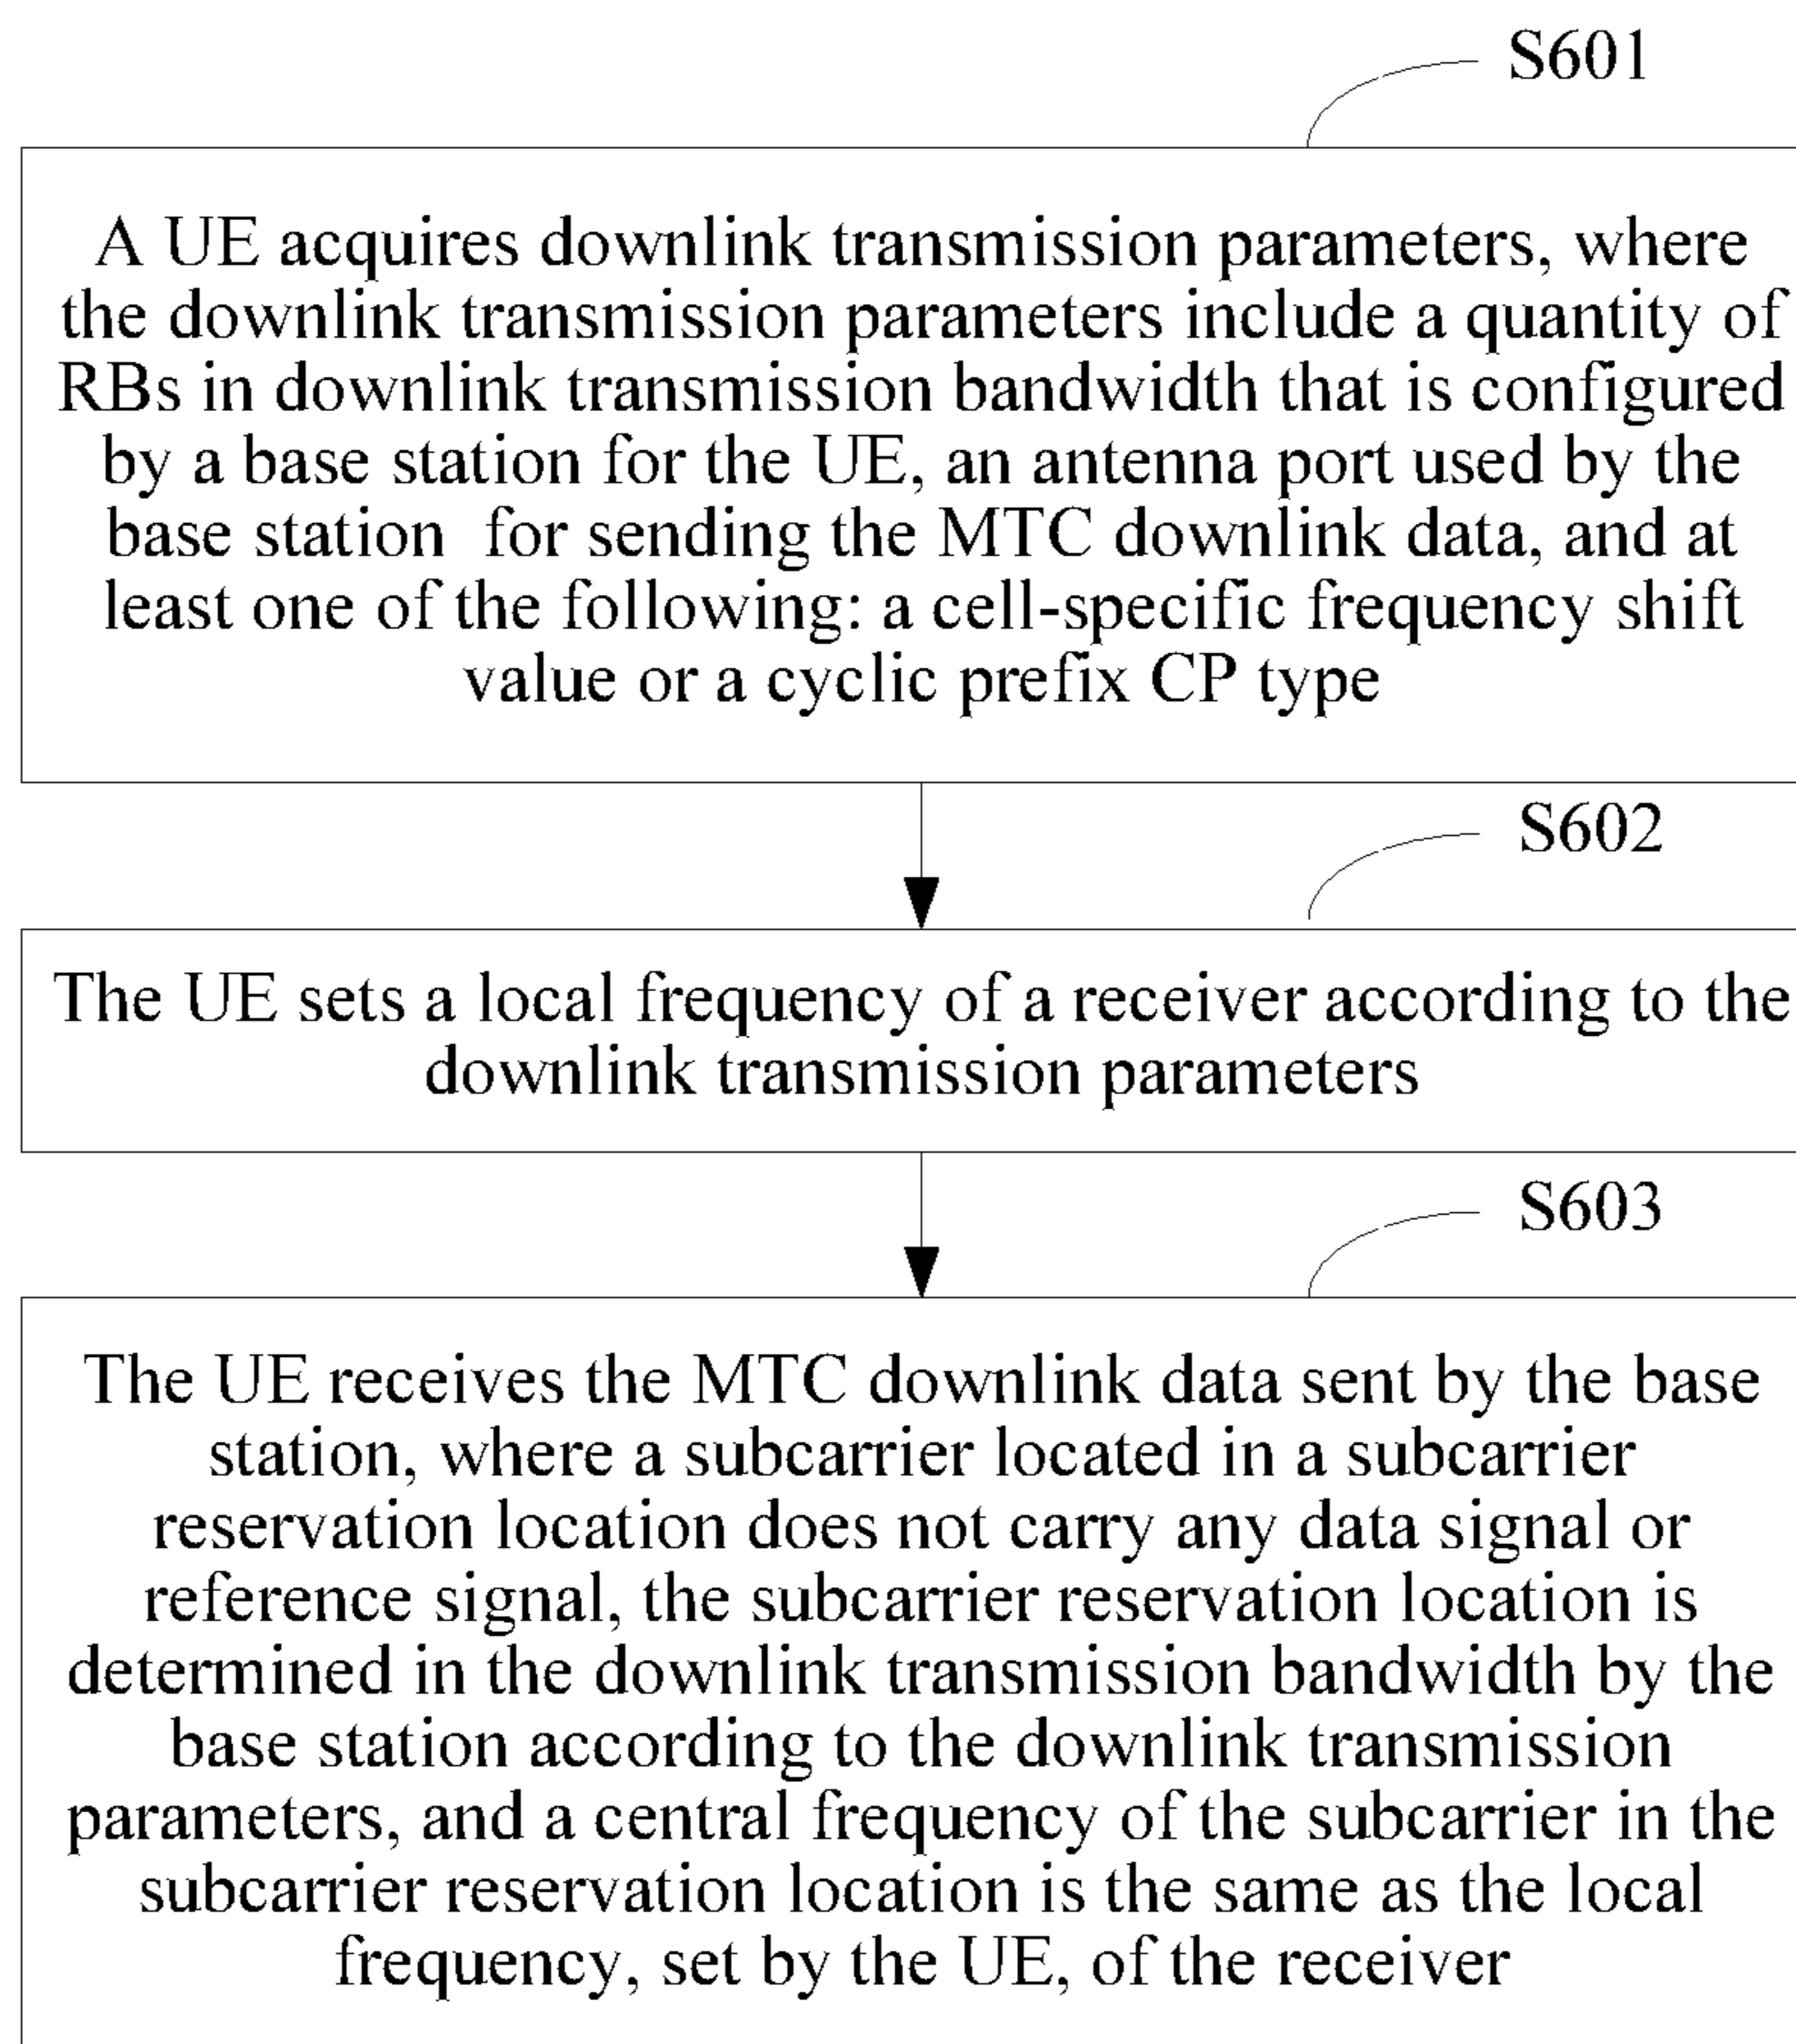 S601
A UE acquires downlink transmission parameters, where
the downlink transmission parameters include a quantity of
RBs in downlink transmission bandwidth that is configured
by a base station for the UE, an antenna port used by the
base station for sending the MTC downlink data, and at
least one of the following: a cell-specific frequency shift
value or a cyclic prefix CP type
S602
The UE sets a local frequency of a receiver according to the
downlink transmission parameters
S603
The UE receives the MTC downlink data sent by the base
station, where a subcarrier located in a subcarrier
reservation location does not carry any data signal or
reference signal, the subcarrier reservation location is
determined in the downlink transmission bandwidth by the
base station according to the downlink transmission
parameters, and a central frequency of the subcarrier in the
subcarrier reservation location is the same as the local
frequency, set by the UE, of the receiver